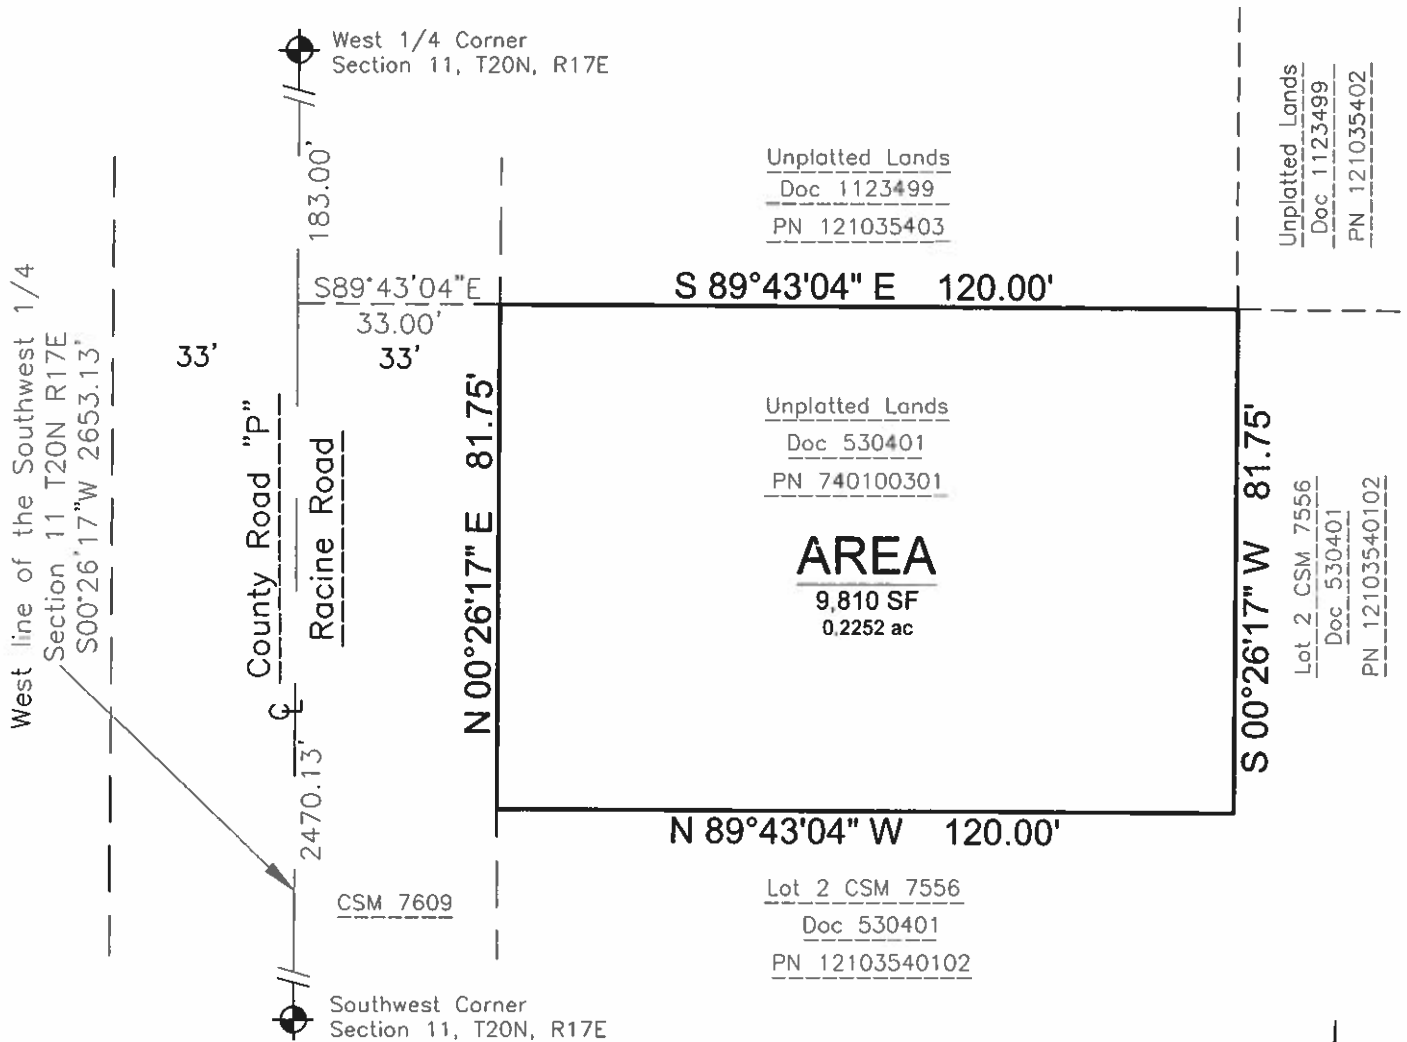 West 1/4 Corner
Section 11, T20N, R17E
183.00'
Unplatted Lands
Doc 1123499
PN 121035403
Unplatted Lands
Doc 1123499
PN 121035402
S89°43'04"E
33.00'
S 89°43'04" E 120.00'
33'
33'
West line of the Southwest 1/4
Section 11 T20N R17E
S00°26'17"W 2653.13'
County Road "P"
Racine Road
N 00°26'17" E 81.75'
Unplatted Lands
Doc 530401
PN 740100301
AREA
9,810 SF
0.2252 ac
S 00°26'17" W 81.75'
Lot 2 CSM 7556
Doc 530401
PN 12103540102
CL
2470.13'
N 89°43'04" W 120.00'
CSM 7609
Lot 2 CSM 7556
Doc 530401
PN 12103540102
Southwest Corner
Section 11, T20N, R17E